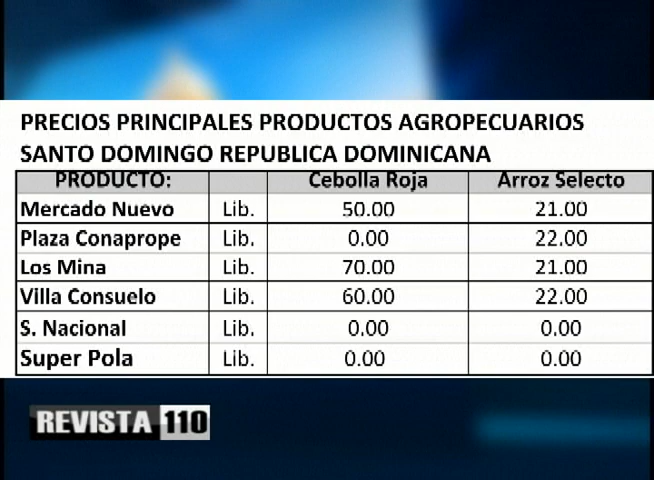 PRECIOS PRINCIPALES PRODUCTOS AGROPECUARIOS
SANTO DOMINGO REPUBLICA DOMINICANA
PRODUCTO: Cebolla Roja Arroz Selecto
Mercado Nuevo Lib. 50.00 21.00
Plaza Conaprope Lib. 0.00 22.00
Los Mina Lib. 70.00 21.00
Villa Consuelo Lib. 60.00 22.00
S. Nacional Lib. 0.00 0.00
Super Pola Lib. 0.00 0.00
REVISTA 110